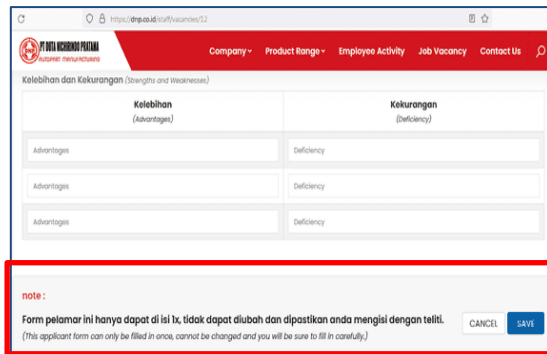 https://dnp.co.id/staff/vacancies/12
DNP PT DUTA NICHIRINDO PRATAMA
AUTOPART MANUFACTURING
Company Product Range Employee Activity Job Vacancy Contact Us
Kelebihan dan Kekurangan (Strengths and Weaknesses)
Kelebihan Kekurangan
(Advantages) (Deficiency)
Advantages Deficiency
Advantages Deficiency
Advantages Deficiency
note :
Form pelamar ini hanya dapat di isi 1x, tidak dapat diubah dan dipastikan anda mengisi dengan teliti.
(This applicant form can only be filled in once, cannot be changed and you will be sure to fill in carefully.)
CANCEL SAVE